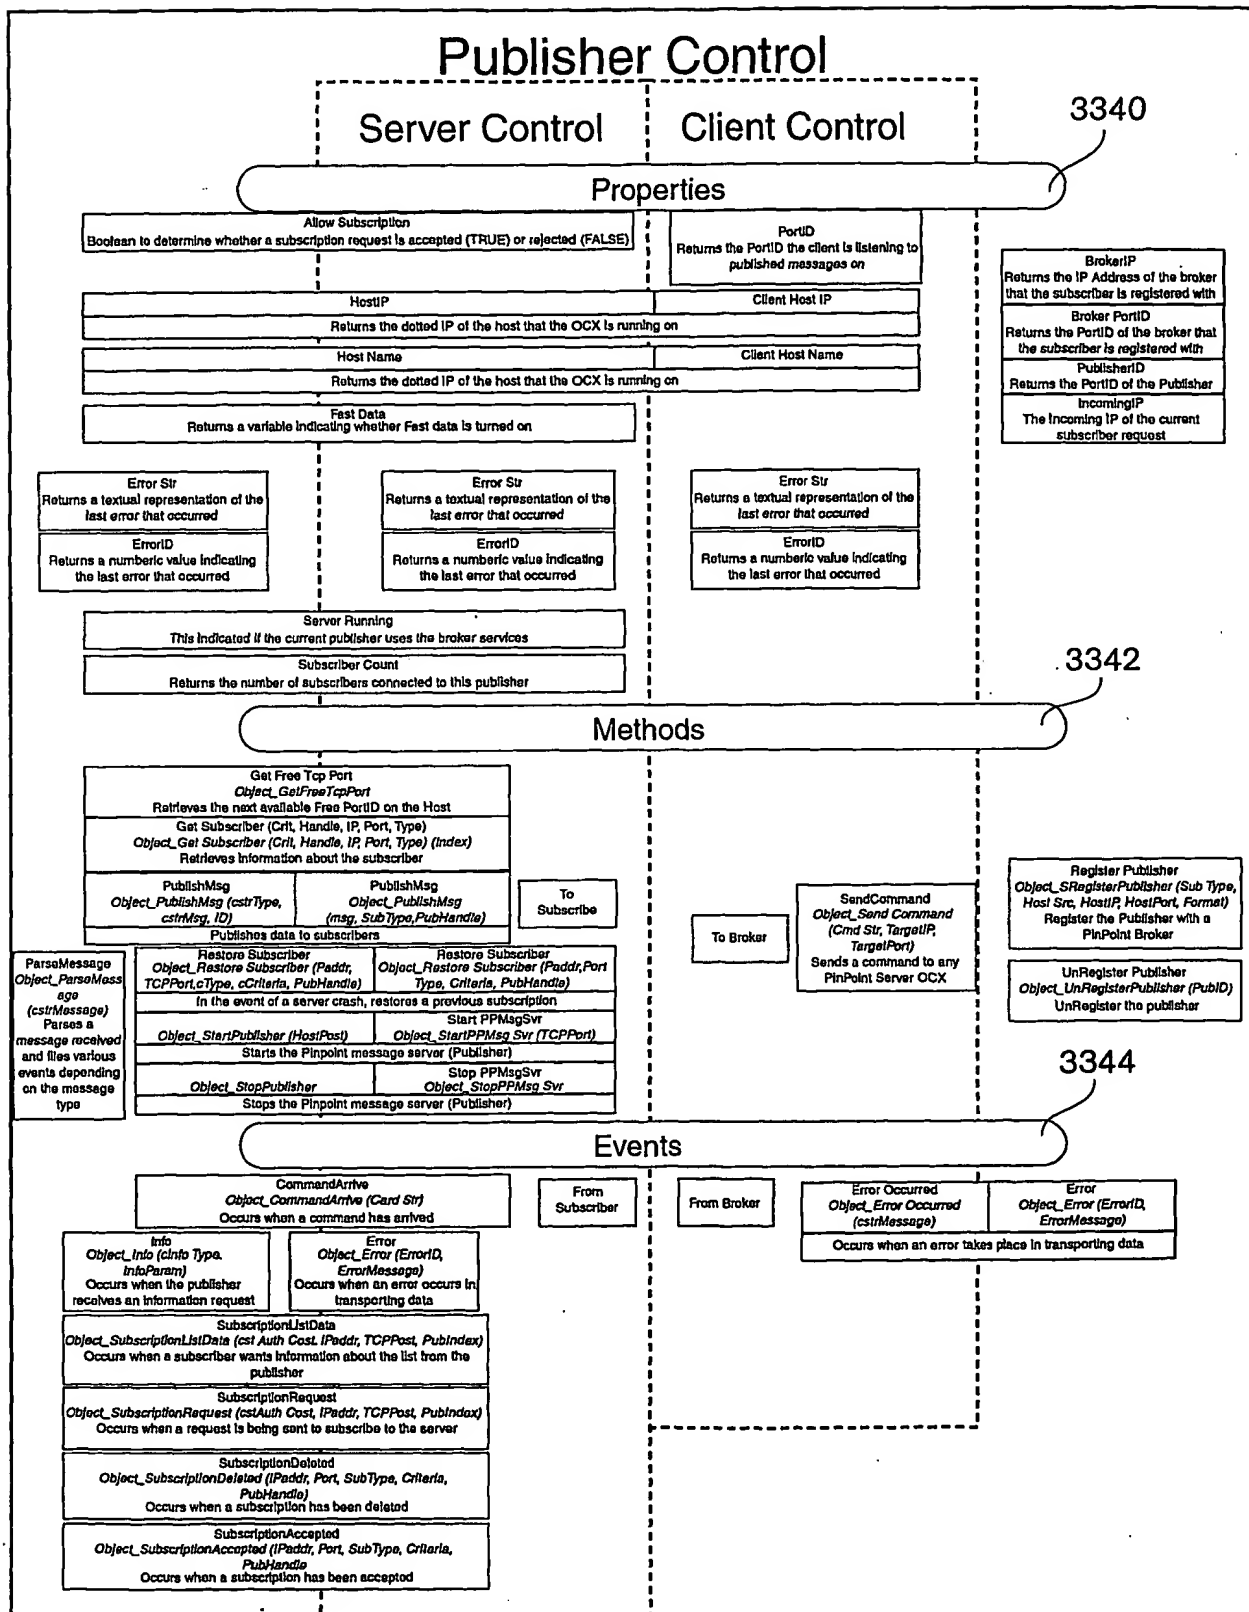 Publisher Control
Server Control
Client Control
3340
Properties
Allow Subscription
Boolean to determine whether a subscription request is accepted (TRUE) or rejected (FALSE)
PortID
Returns the PortID the client is listening to
published messages on
BrokerIP
Returns the IP Address of the broker
that the subscriber is registered with
Broker PortID
Returns the PortID of the broker that
the subscriber is registered with
PublisherID
Returns the PortID of the Publisher
IncomingIP
The Incoming IP of the current
subscriber request
HostIP
Client Host IP
Returns the dotted IP of the host that the OCX is running on
Host Name
Client Host Name
Returns the dotted IP of the host that the OCX is running on
Fast Data
Returns a variable indicating whether Fast data is turned on
Error Str
Returns a textual representation of the
last error that occurred
ErrorID
Returns a numberic value indicating
the last error that occurred
Error Str
Returns a textual representation of the
last error that occurred
ErrorID
Returns a numberic value indicating
the last error that occurred
Error Str
Returns a textual representation of the
last error that occurred
ErrorID
Returns a numberic value indicating
the last error that occurred
Server Running
This Indicated if the current publisher uses the broker services
Subscriber Count
Returns the number of subscribers connected to this publisher
3342
Methods
Get Free Tcp Port
Object_GetFreeTcpPort
Retrieves the next available Free PortID on the Host
Get Subscriber (Crit, Handle, IP, Port, Type)
Object_Get Subscriber (Crit, Handle, IP, Port, Type) (Index)
Retrieves Information about the subscriber
PublishMsg
Object_PublishMsg (cstrType,
cstrMsg, ID)
PublishMsg
Object_PublishMsg
(msg, SubType,PubHandle)
Publishes data to subscribers
To
Subscribe
To Broker
SendCommand
Object_Send Command
(Cmd Str, TargetIP,
TargetPort)
Sends a command to any
PinPoint Server OCX
Register Publisher
Object_SRegisterPublisher (Sub Type,
Host Src, HostIP, HostPort, Format)
Register the Publisher with a
PinPoint Broker
UnRegister Publisher
Object_UnRegisterPublisher (PubID)
UnRegister the publisher
ParseMessage
Object_ParseMess
age
(cstrMessage)
Parses a
message received
and files various
events depending
on the message
type
Restore Subscriber
Object_Restore Subscriber (Paddr,
TCPPort,cType, cCriteria, PubHandle)
Restore Subscriber
Object_Restore Subscriber (Paddr,Port
Type, Criteria, PubHandle)
In the event of a server crash, restores a previous subscription
Object_StartPublisher (HostPost)
Start PPMsgSvr
Object_StartPPMsg Svr (TCPPort)
Starts the Pinpoint message server (Publisher)
Object_StopPublisher
Stop PPMsgSvr
Object_StopPPMsg Svr
Stops the Pinpoint message server (Publisher)
3344
Events
CommandArrive
Object_CommandArrive (Card Str)
Occurs when a command has arrived
From
Subscriber
From Broker
Error Occurred
Object_Error Occurred
(cstrMessage)
Error
Object_Error (ErrorID,
ErrorMessage)
Occurs when an error takes place in transporting data
Info
Object_Info (cInfo Type,
InfoParam)
Occurs when the publisher
receives an Information request
Error
Object_Error (ErrorID,
ErrorMessage)
Occurs when an error occurs in
transporting data
SubscriptionListData
Object_SubscriptionListData (cst Auth Cost. IPaddr, TCPPost, PubIndex)
Occurs when a subscriber wants Information about the list from the
publisher
SubscriptionRequest
Object_SubscriptionRequest (cstAuth Cost, IPaddr, TCPPost, PubIndex)
Occurs when a request is being sent to subscribe to the server
SubscriptionDeleted
Object_SubscriptionDeleted (IPaddr, Port, SubType, Criteria,
PubHandle)
Occurs when a subscription has been deleted
SubscriptionAccepted
Object_SubscriptionAccepted (IPaddr, Port, SubType, Criteria,
PubHandle
Occurs when a subscription has been accepted